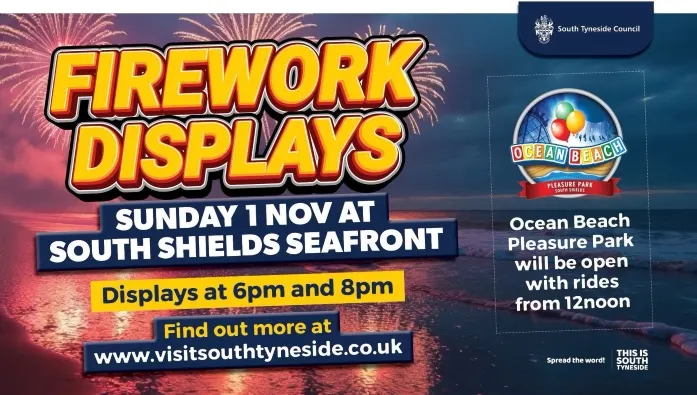 South Tyneside Council
FIREWORK
DISPLAYS
SUNDAY 1 NOV AT
SOUTH SHIELDS SEAFRONT
Displays at 6pm and 8pm
Find out more at
www.visitsouthtyneside.co.uk
OCEAN BEACH
PLEASURE PARK
SOUTH SHIELDS
Ocean Beach
Pleasure Park
will be open
with rides
from 12noon
Spread the word!
THIS IS
SOUTH
TYNESIDE